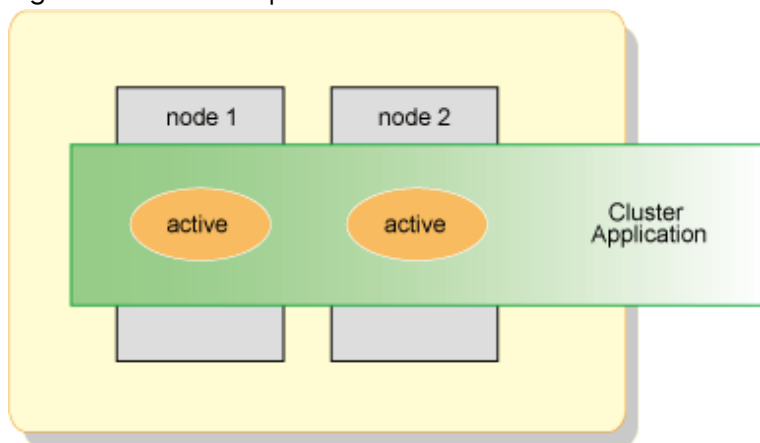 node 1
node 2
active
active
Cluster
Application